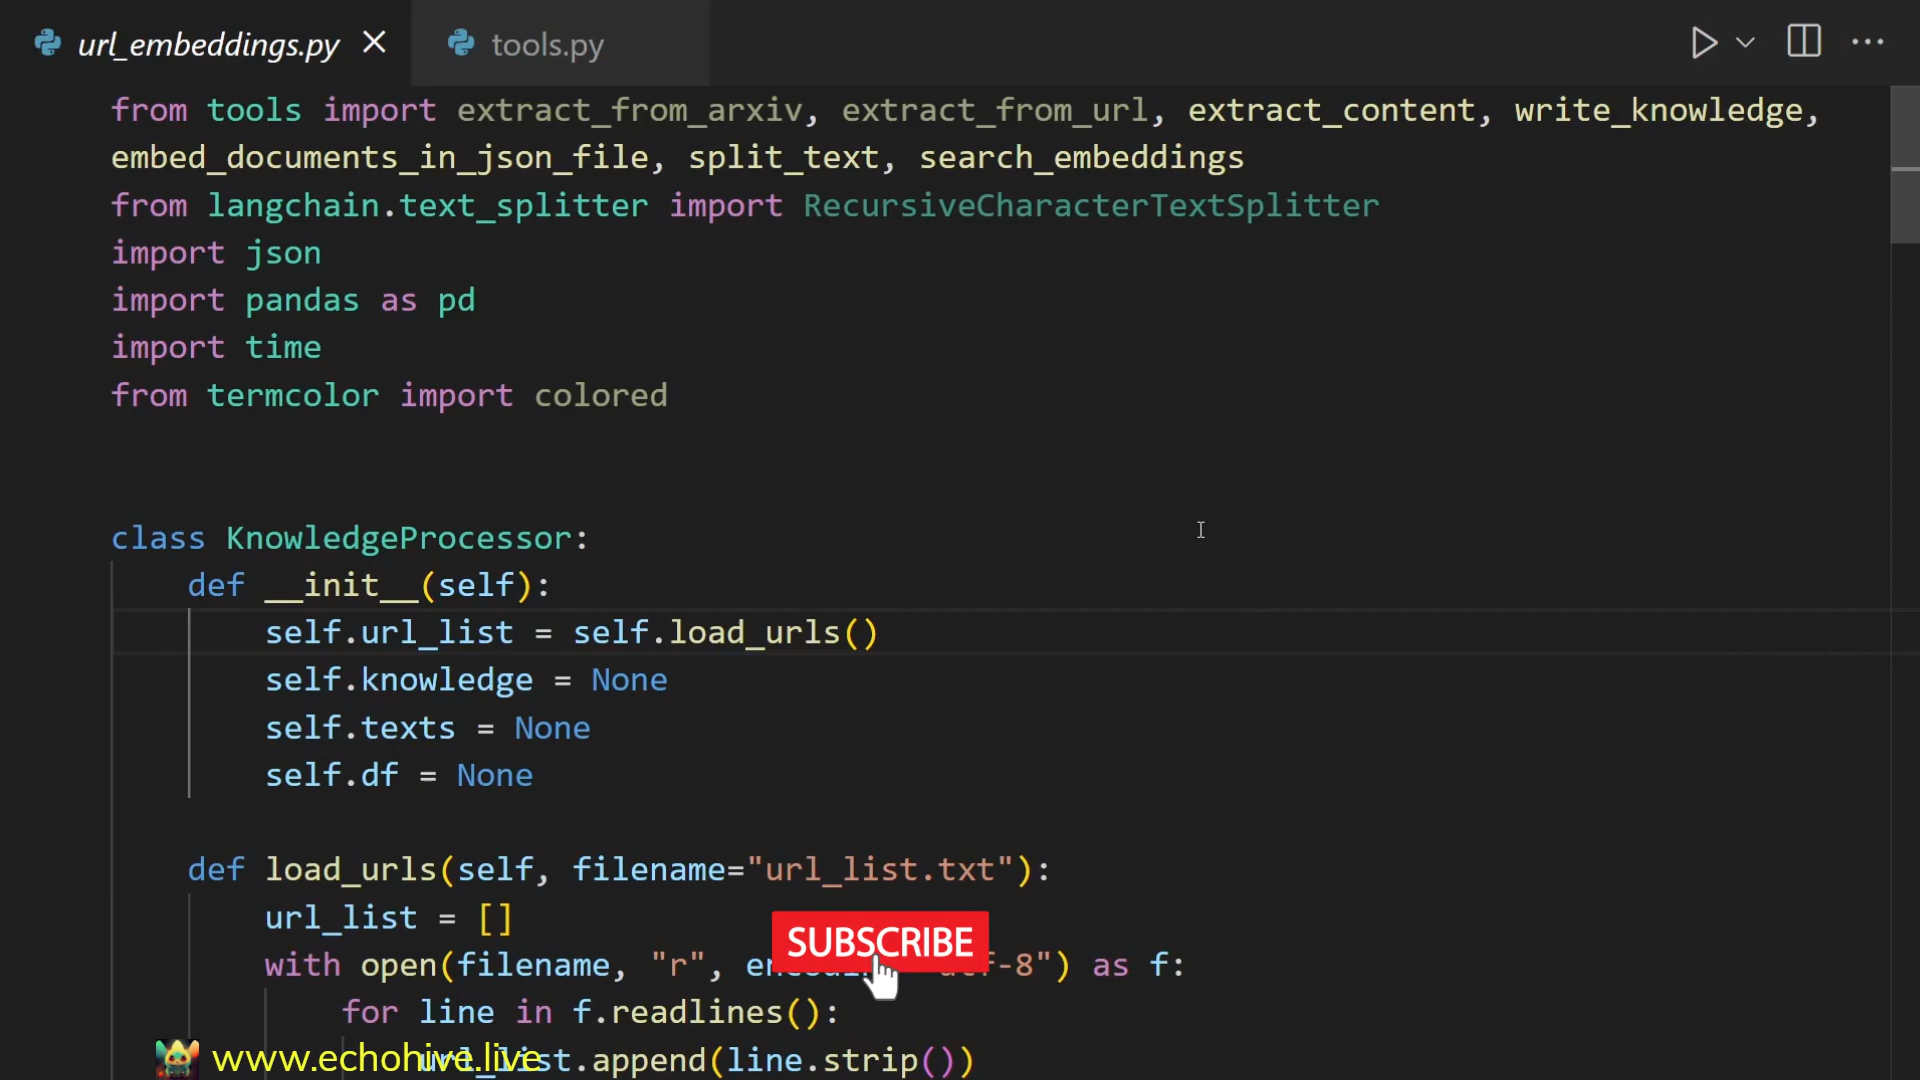 url_embeddings.py
tools.py
from tools import extract_from_arxiv, extract_from_url, extract_content, write_knowledge,
embed_documents_in_json_file, split_text, search_embeddings
from langchain.text_splitter import RecursiveCharacterTextSplitter
import json
import pandas as pd
import time
from termcolor import colored
class KnowledgeProcessor:
def __init__(self):
self.url_list = self.load_urls()
self.knowledge = None
self.texts = None
self.df = None
def load_urls(self, filename="url_list.txt"):
url_list = []
with open(filename, "r", -8") as f:
SUBSCRIBE
for line in f.readlines():
url_list.append(line.strip())
www.echohive.live